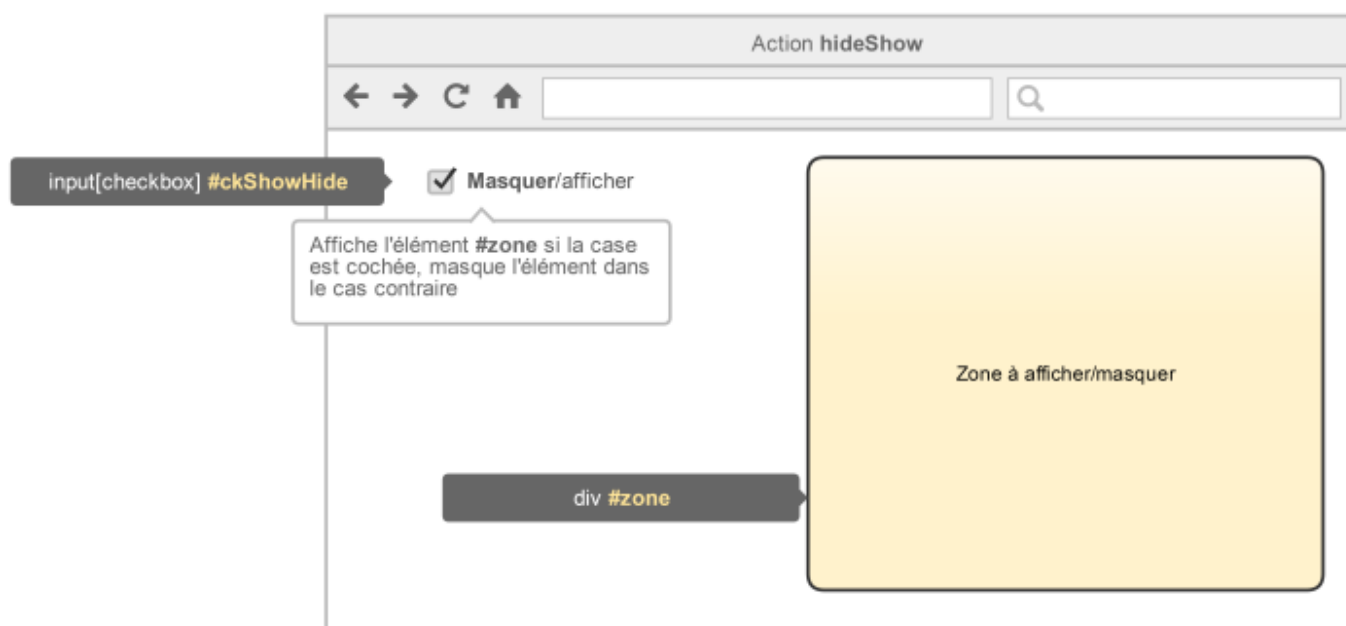 Action hideShow
input[checkbox] #ckShowHide
Masquer/afficher
Affiche l'élément #zone si la case
est cochée, masque l'élément dans
le cas contraire
Zone à afficher/masquer
div #zone